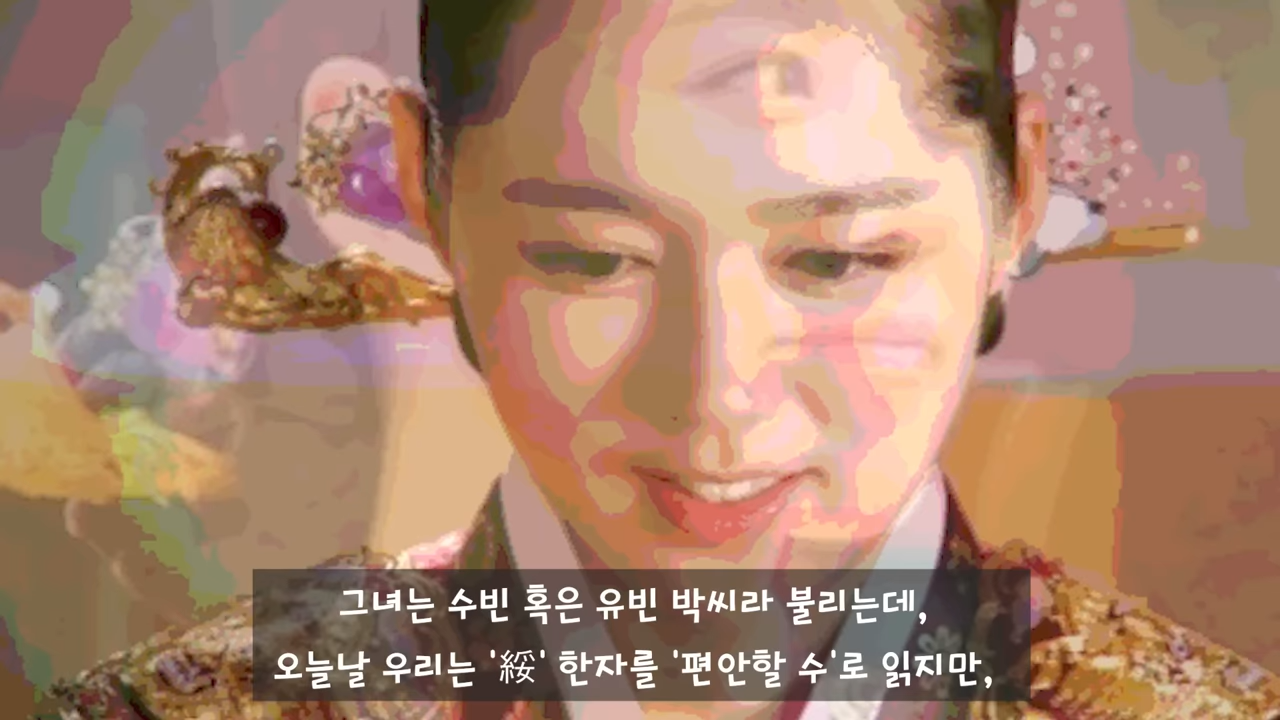 그녀는 수빈 혹은 유빈 박씨라 불리는데,
오늘날 우리는 '綏' 한자를 '편안할 수'로 읽지만,